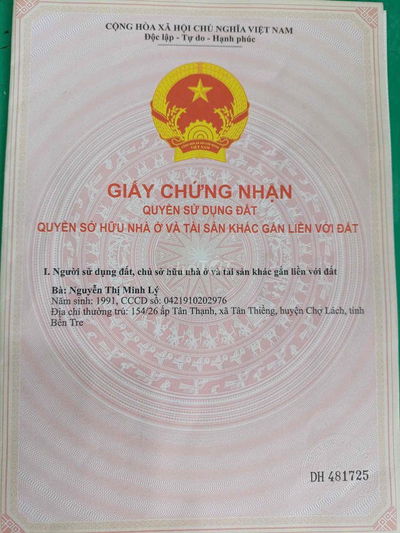 CỘNG HÒA XÃ HỘI CHỦ NGHĨA VIỆT NAM
Độc lập - Tự do - Hạnh phúc
VIỆT NAM
GIẤY CHỨNG NHẬN
QUYỀN SỬ DỤNG ĐẤT
QUYỀN SỞ HỮU NHÀ Ở VÀ TÀI SẢN KHÁC GẮN LIỀN VỚI ĐẤT
I. Người sử dụng đất, chủ sở hữu nhà ở và tài sản khác gắn liền với đất
Bà: Nguyễn Thị Minh Lý
Năm sinh: 1991, CCCD số: 0421910202976
Địa chỉ thường trú: 154/26 ấp Tân Thạnh, xã Tân Thiềng, huyện Chợ Lách, tỉnh
Bến Tre
DH 481725